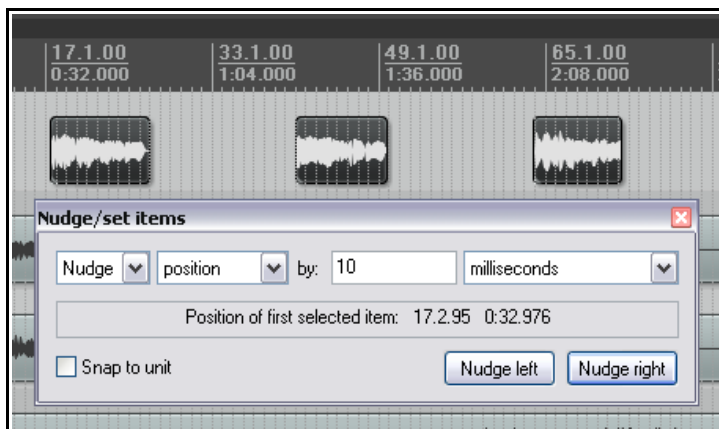 17.1.00 33.1.00 49.1.00 65.1.00
0:32.000 1:04.000 1:36.000 2:08.000
Nudge/set items
Nudge position by: 10 milliseconds
Position of first selected item: 17.2.95 0:32.976
Snap to unit Nudge left Nudge right